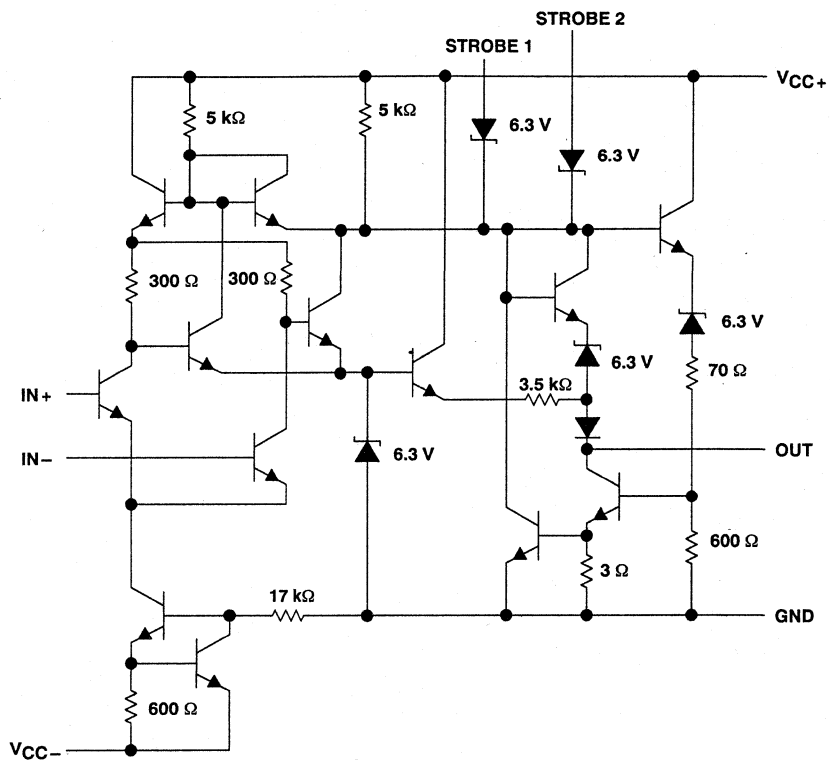 STROBE 2
STROBE 1
VCC+
5 kΩ
5 kΩ
6.3 V
6.3 V
300 Ω
300 Ω
6.3 V
6.3 V
70 Ω
3.5 kΩ
IN+
OUT
IN−
6.3 V
600 Ω
3 Ω
17 kΩ
GND
600 Ω
VCC−